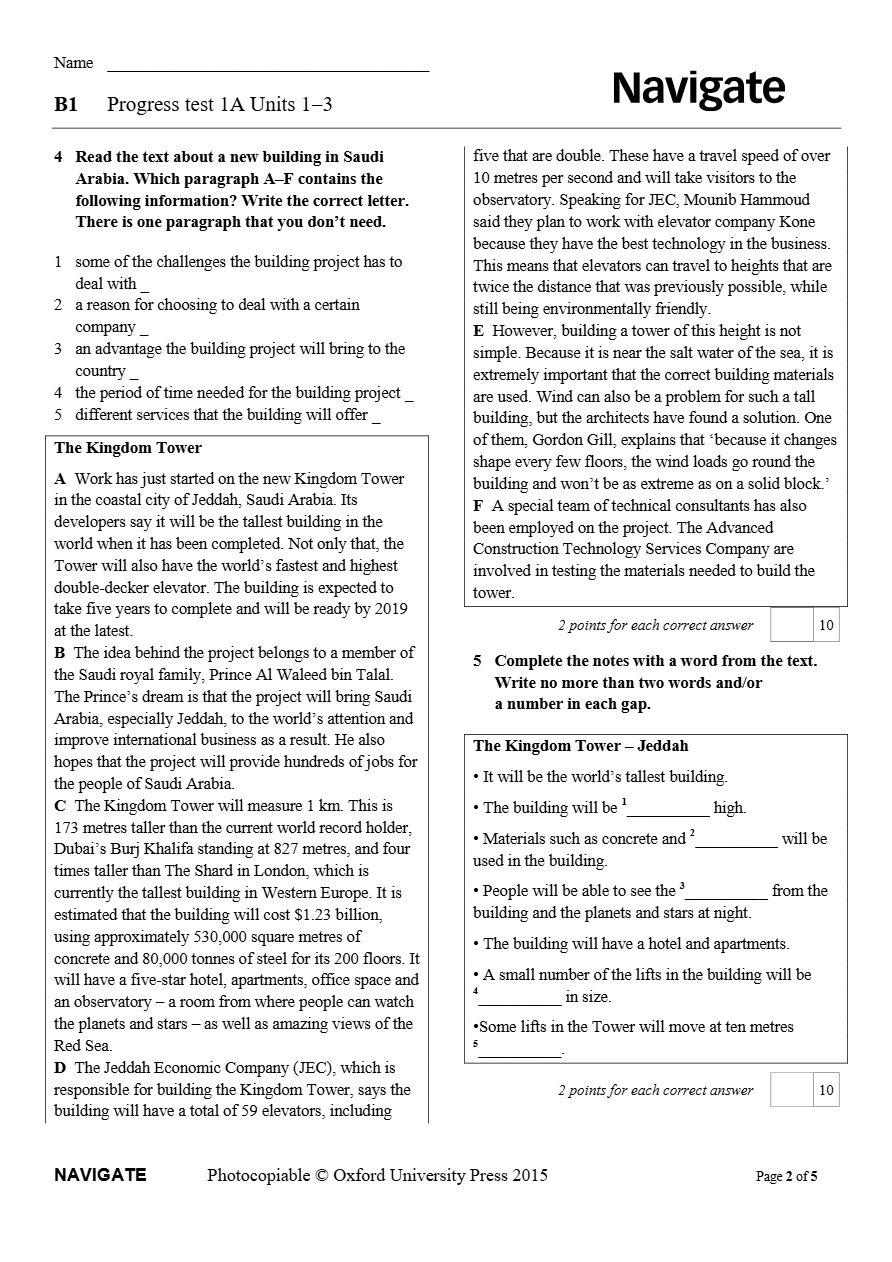 Name ____________________
B1 Progress test 1A Units 1–3
Navigate
4 Read the text about a new building in Saudi
Arabia. Which paragraph A–F contains the
following information? Write the correct letter.
There is one paragraph that you don’t need.
1 some of the challenges the building project has to
deal with _
2 a reason for choosing to deal with a certain
company _
3 an advantage the building project will bring to the
country _
4 the period of time needed for the building project _
5 different services that the building will offer _
The Kingdom Tower
A Work has just started on the new Kingdom Tower
in the coastal city of Jeddah, Saudi Arabia. Its
developers say it will be the tallest building in the
world when it has been completed. Not only that, the
Tower will also have the world’s fastest and highest
double-decker elevator. The building is expected to
take five years to complete and will be ready by 2019
at the latest.
B The idea behind the project belongs to a member of
the Saudi royal family, Prince Al Waleed bin Talal.
The Prince’s dream is that the project will bring Saudi
Arabia, especially Jeddah, to the world’s attention and
improve international business as a result. He also
hopes that the project will provide hundreds of jobs for
the people of Saudi Arabia.
C The Kingdom Tower will measure 1 km. This is
173 metres taller than the current world record holder,
Dubai’s Burj Khalifa standing at 827 metres, and four
times taller than The Shard in London, which is
currently the tallest building in Western Europe. It is
estimated that the building will cost $1.23 billion,
using approximately 530,000 square metres of
concrete and 80,000 tonnes of steel for its 200 floors. It
will have a five-star hotel, apartments, office space and
an observatory – a room from where people can watch
the planets and stars – as well as amazing views of the
Red Sea.
D The Jeddah Economic Company (JEC), which is
responsible for building the Kingdom Tower, says the
building will have a total of 59 elevators, including
five that are double. These have a travel speed of over
10 metres per second and will take visitors to the
observatory. Speaking for JEC, Mounib Hammoud
said they plan to work with elevator company Kone
because they have the best technology in the business.
This means that elevators can travel to heights that are
twice the distance that was previously possible, while
still being environmentally friendly.
E However, building a tower of this height is not
simple. Because it is near the salt water of the sea, it is
extremely important that the correct building materials
are used. Wind can also be a problem for such a tall
building, but the architects have found a solution. One
of them, Gordon Gill, explains that ‘because it changes
shape every few floors, the wind loads go round the
building and won’t be as extreme as on a solid block.’
F A special team of technical consultants has also
been employed on the project. The Advanced
Construction Technology Services Company are
involved in testing the materials needed to build the
tower.
2 points for each correct answer 10
5 Complete the notes with a word from the text.
Write no more than two words and/or
a number in each gap.
The Kingdom Tower – Jeddah
• It will be the world’s tallest building.
• The building will be 1__________ high.
• Materials such as concrete and 2__________ will be
used in the building.
• People will be able to see the 3__________ from the
building and the planets and stars at night.
• The building will have a hotel and apartments.
• A small number of the lifts in the building will be
4__________ in size.
•Some lifts in the Tower will move at ten metres
5__________.
2 points for each correct answer 10
NAVIGATE Photocopiable © Oxford University Press 2015 Page 2 of 5